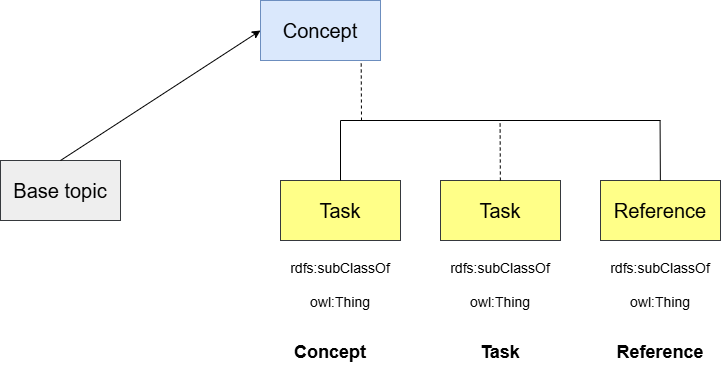 Concept
Base topic
Task
Task
Reference
rdfs:subClassOf
rdfs:subClassOf
rdfs:subClassOf
owl:Thing
owl:Thing
owl:Thing
Concept
Task
Reference